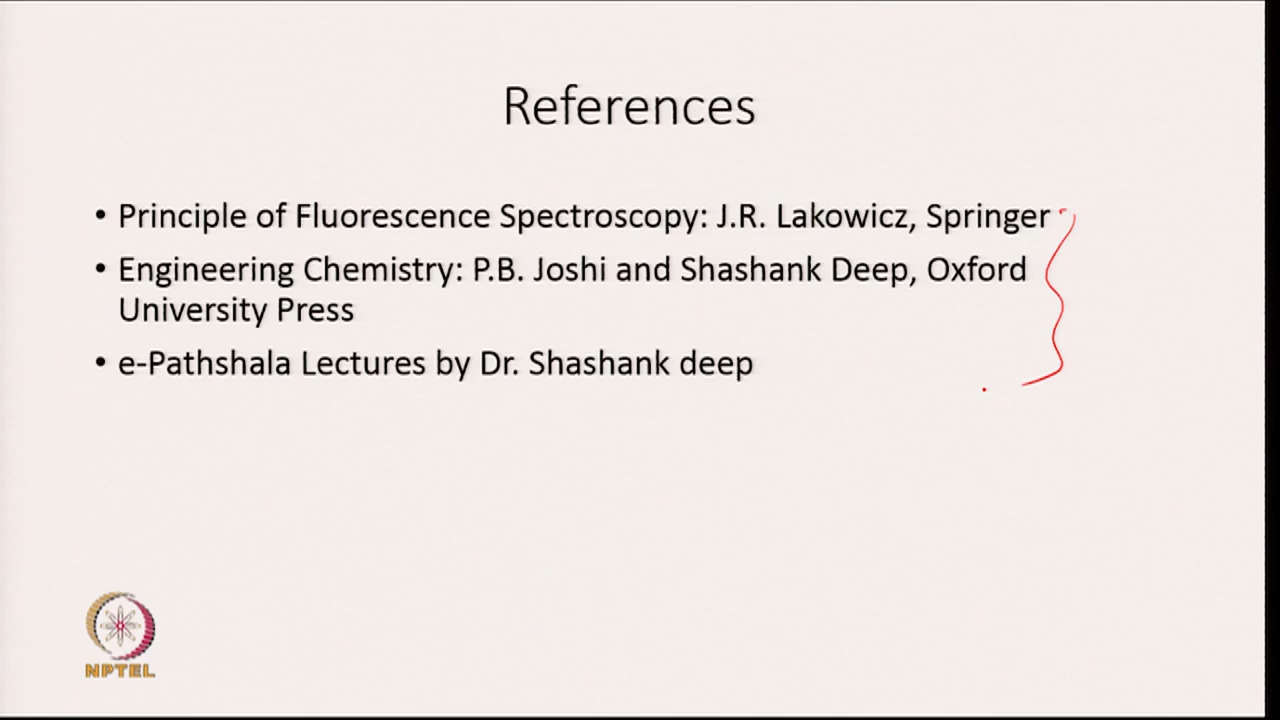 References
• Principle of Fluorescence Spectroscopy: J.R. Lakowicz, Springer
• Engineering Chemistry: P.B. Joshi and Shashank Deep, Oxford
University Press
• e-Pathshala Lectures by Dr. Shashank deep
NPTEL